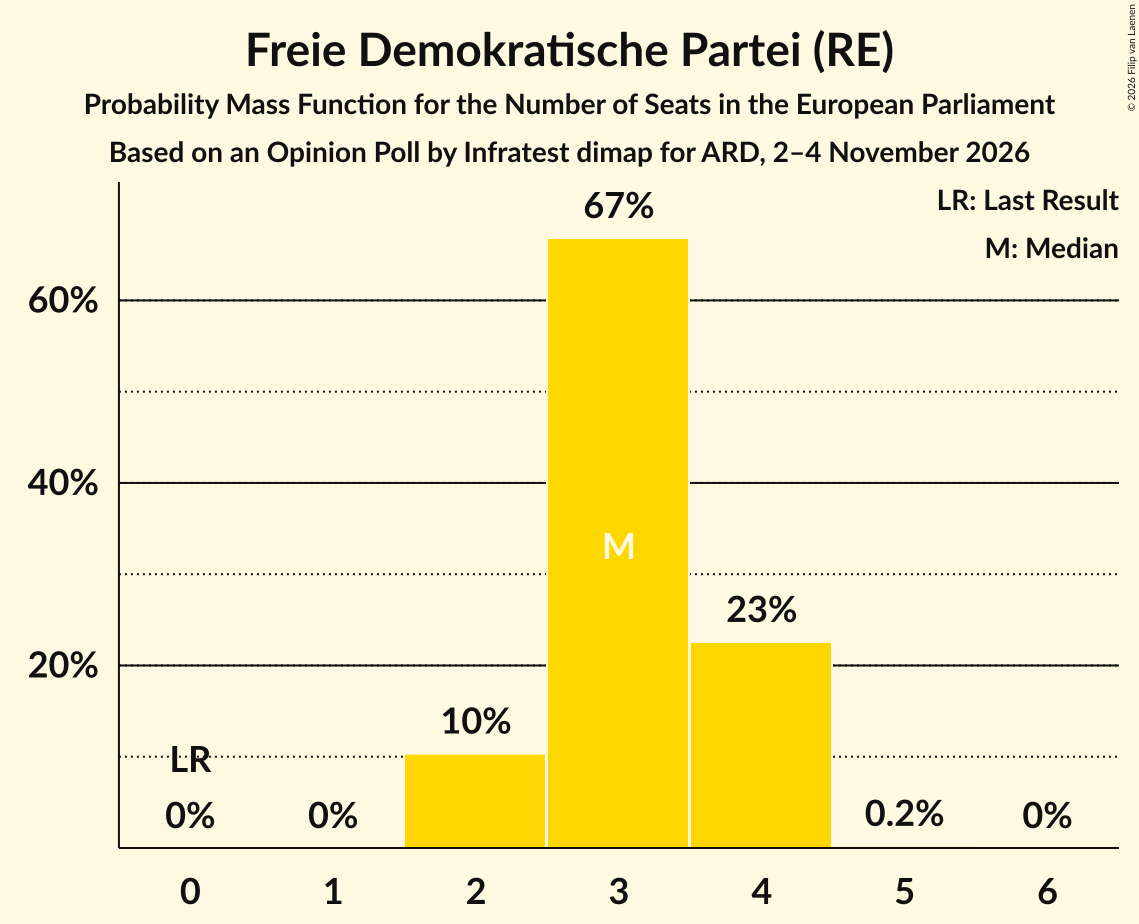 Freie Demokratische Partei (RE)
Probability Mass Function for the Number of Seats in the European Parliament
Based on an Opinion Poll by Infratest dimap for ARD, 2–4 November 2026
© 2026 Filip van Laenen
LR: Last Result
M: Median
67%
60%
40%
M
23%
20%
10%
LR
0%
0%
0.2%
0%
0
1
2
3
4
5
6